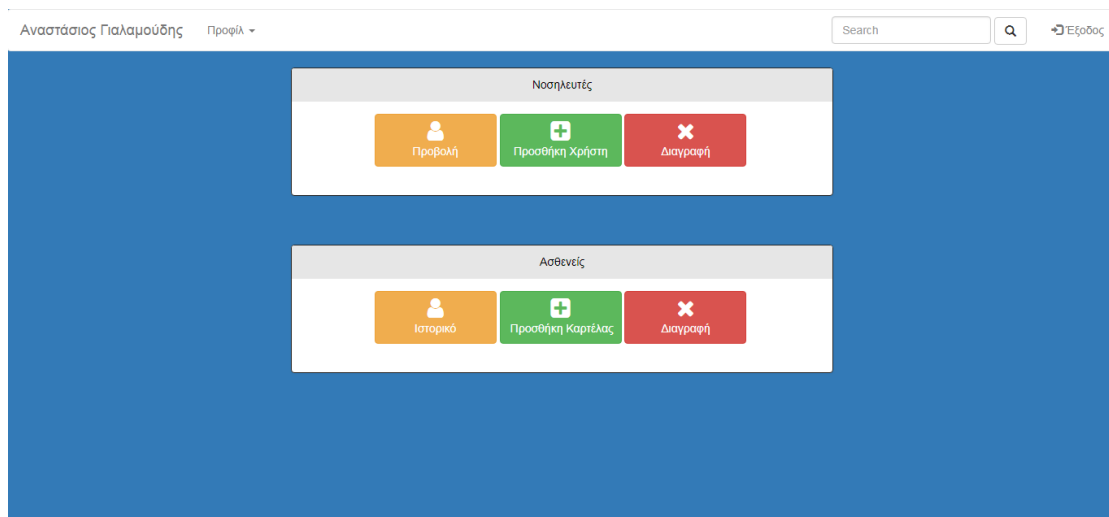 Αναστάσιος Γιαλαμούδης Προφίλ Search Έξοδος
Νοσηλευτές
Προβολή Προσθήκη Χρήστη Διαγραφή
Ασθενείς
Ιστορικό Προσθήκη Καρτέλας Διαγραφή